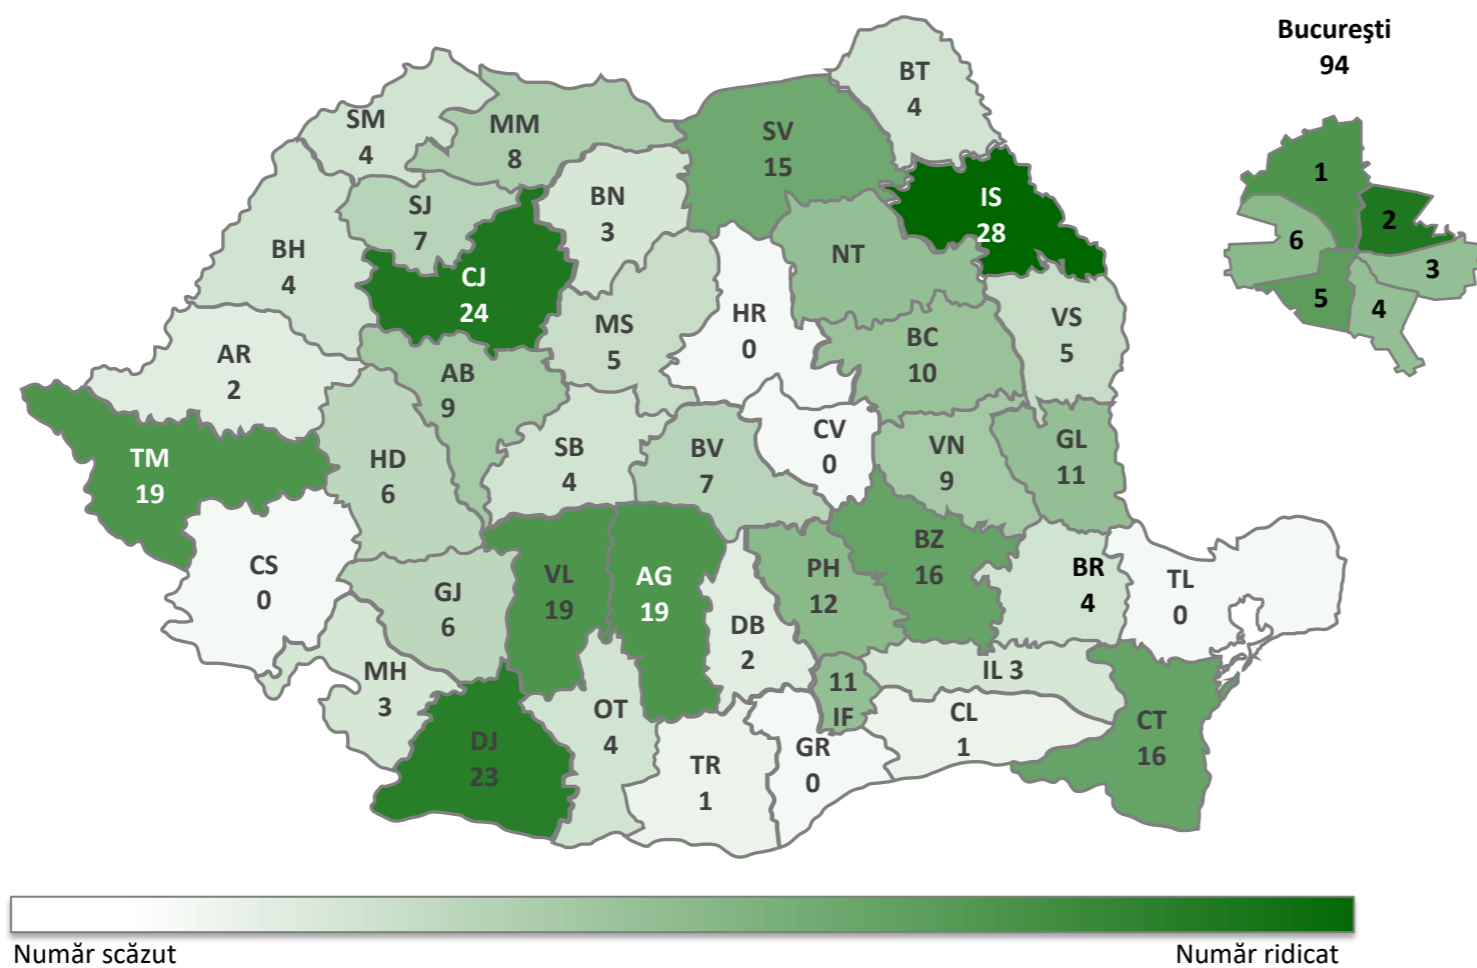 Bucureşti
94
BT
4
SM
4
MM
8
SV
15
1
IS
28
2
BN
3
SJ
7
6
3
BH
4
NT
CJ
24
5
4
MS
5
HR
0
VS
5
BC
10
AR
2
AB
9
CV
0
GL
11
TM
19
HD
6
SB
4
BV
7
VN
9
CS
0
GJ
6
VL
19
AG
19
PH
12
BZ
16
BR
4
TL
0
DB
2
MH
3
11
IF
IL 3
OT
4
CL
1
CT
16
DJ
23
TR
1
GR
0
Număr scăzut
Număr ridicat